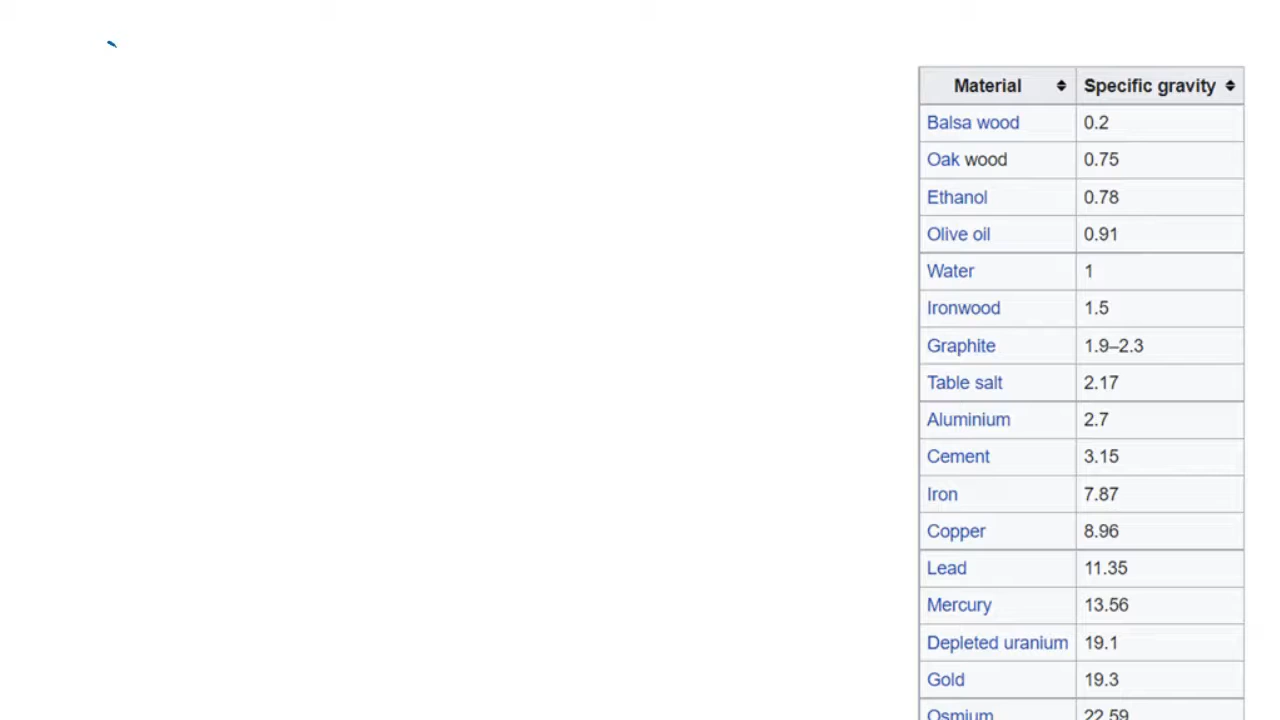 Material Specific gravity
Balsa wood 0.2
Oak wood 0.75
Ethanol 0.78
Olive oil 0.91
Water 1
Ironwood 1.5
Graphite 1.9–2.3
Table salt 2.17
Aluminium 2.7
Cement 3.15
Iron 7.87
Copper 8.96
Lead 11.35
Mercury 13.56
Depleted uranium 19.1
Gold 19.3
Osmium 22.59